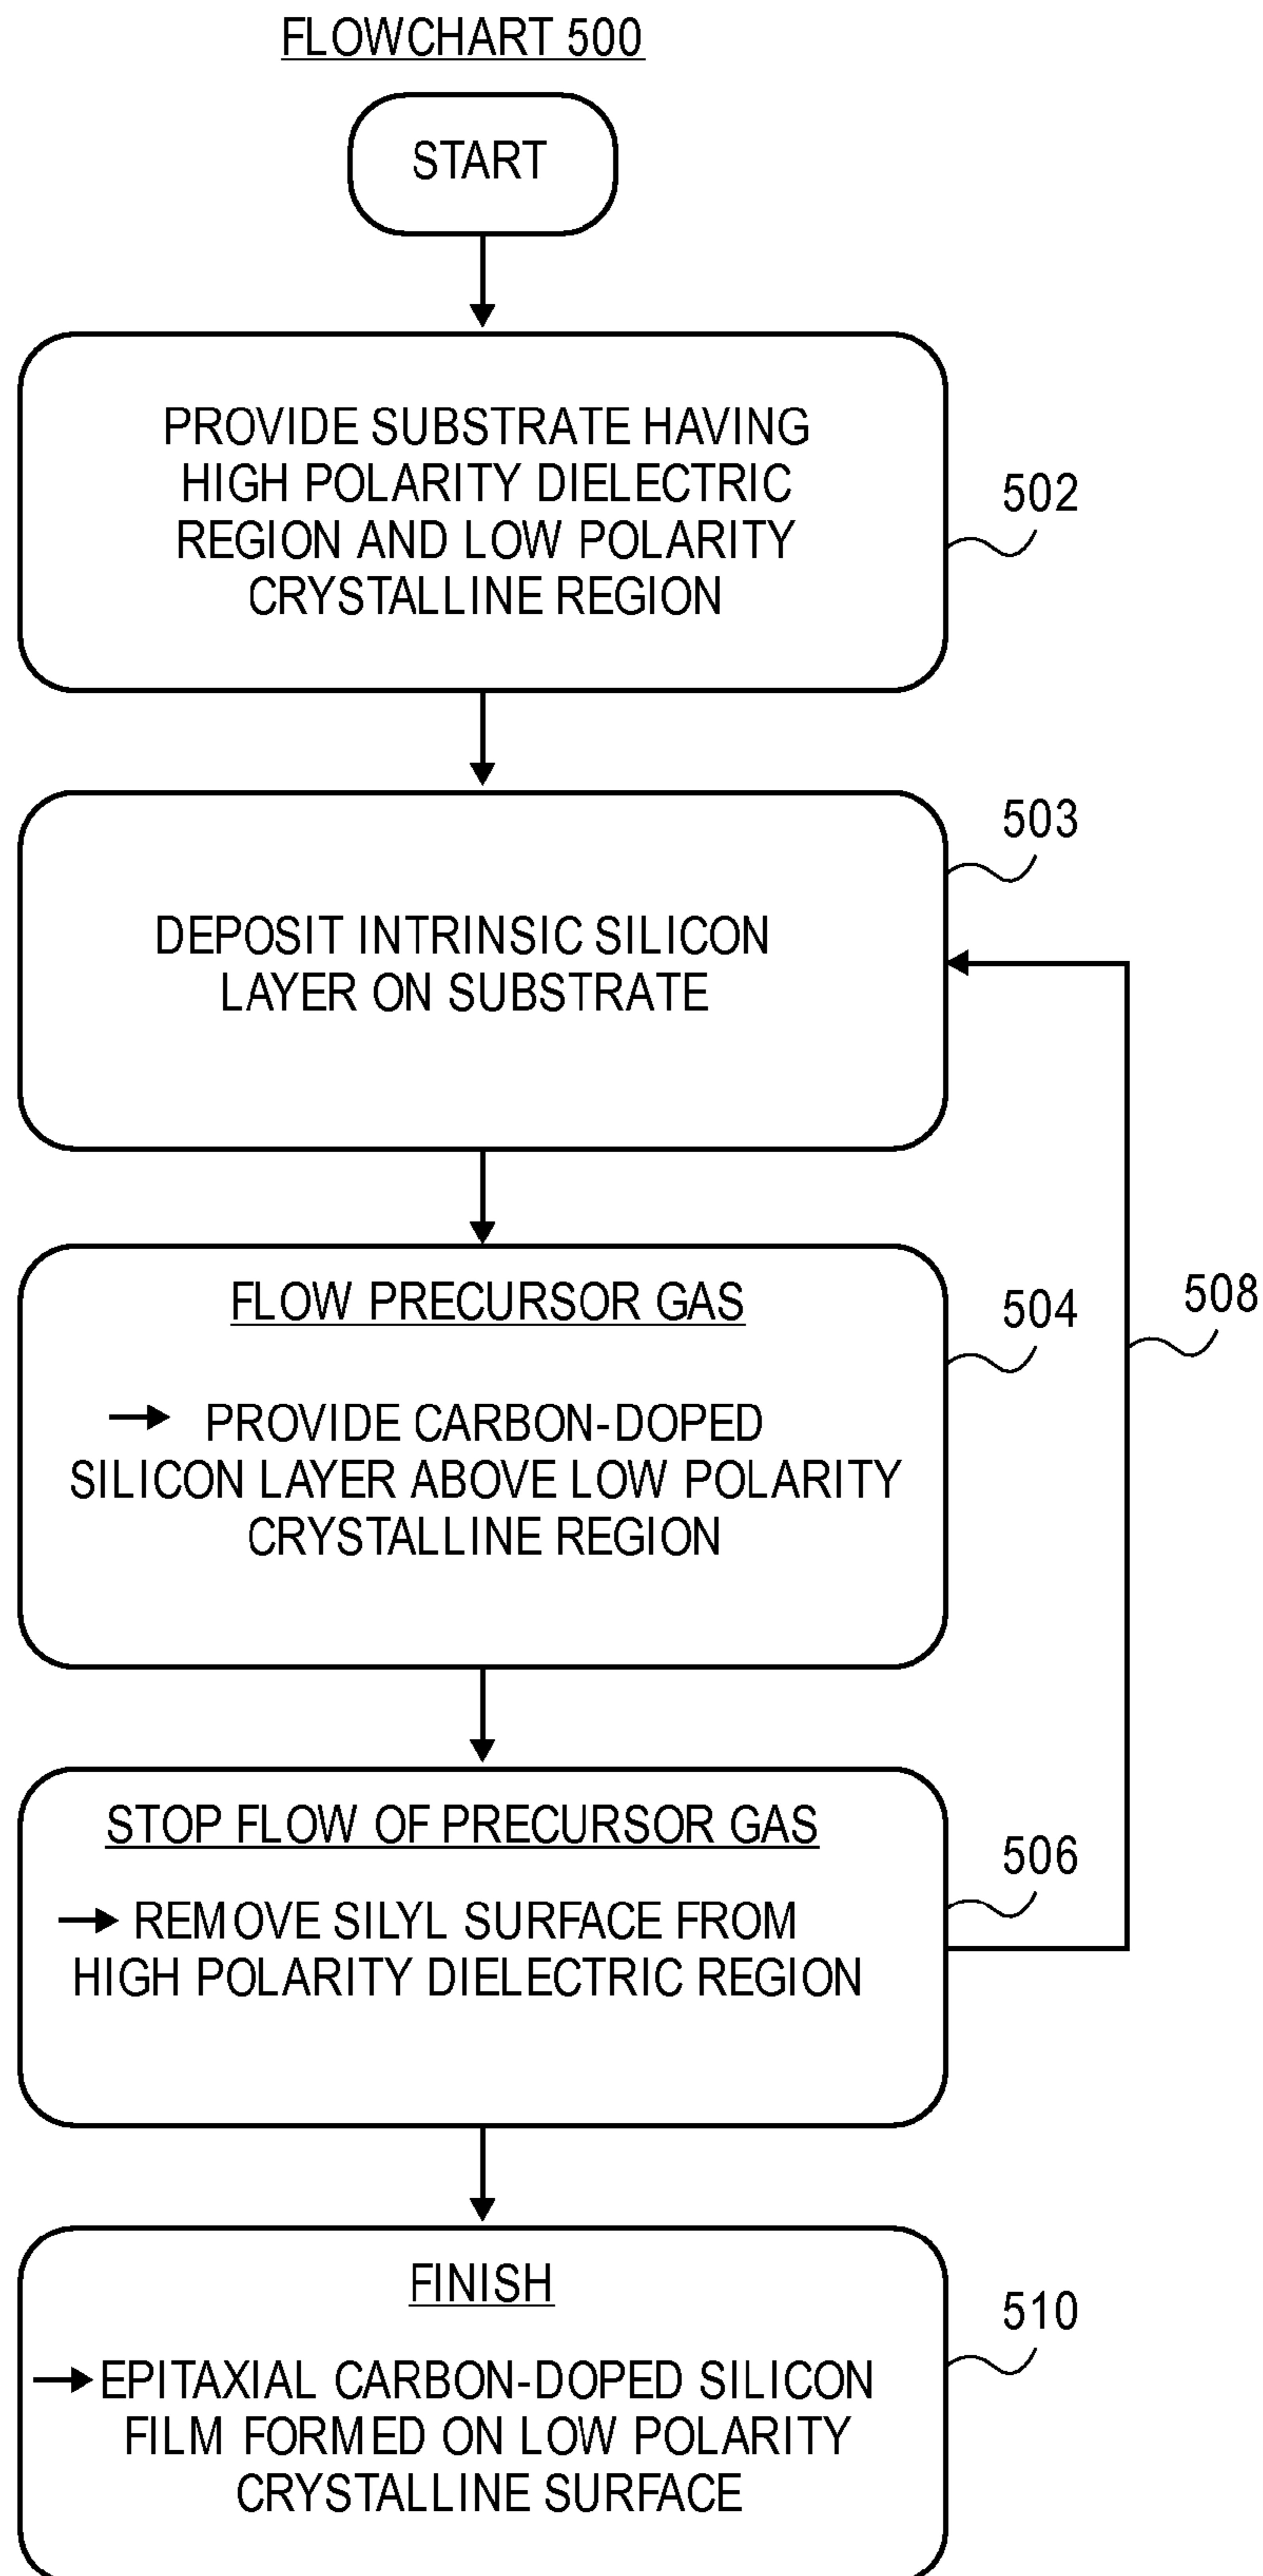 FLOWCHART 500
START
PROVIDE SUBSTRATE HAVING
HIGH POLARITY DIELECTRIC
REGION AND LOW POLARITY
CRYSTALLINE REGION
502
503
DEPOSIT INTRINSIC SILICON
LAYER ON SUBSTRATE
FLOW PRECURSOR GAS
504
508
→ PROVIDE CARBON-DOPED
SILICON LAYER ABOVE LOW POLARITY
CRYSTALLINE REGION
STOP FLOW OF PRECURSOR GAS
506
→ REMOVE SILYL SURFACE FROM
HIGH POLARITY DIELECTRIC REGION
FINISH
510
→ EPITAXIAL CARBON-DOPED SILICON
FILM FORMED ON LOW POLARITY
CRYSTALLINE SURFACE